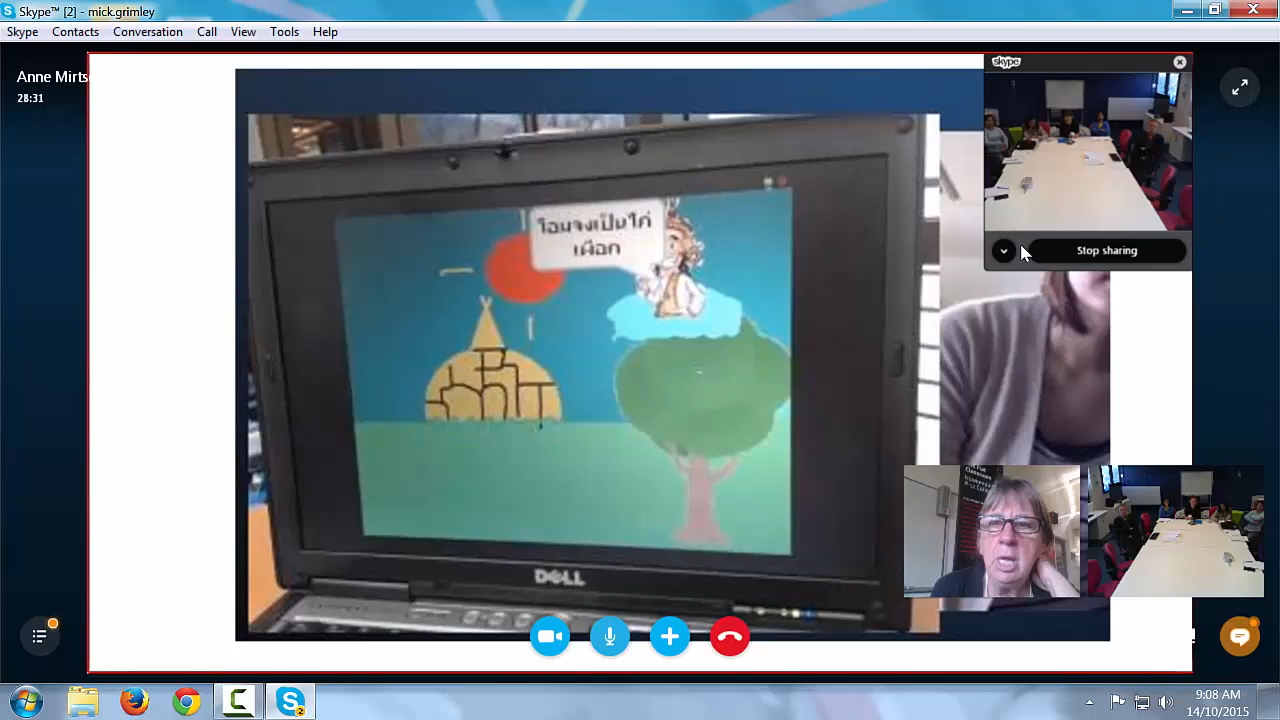 Skype™ [2] - mick.grimley
Skype Contacts Conversation Call View Tools Help
Anne Mirts
28:31
skype
Stop sharing
โอมจงเป็นไก่
เผือก
DELL
Classroom
9:08 AM
14/10/2015